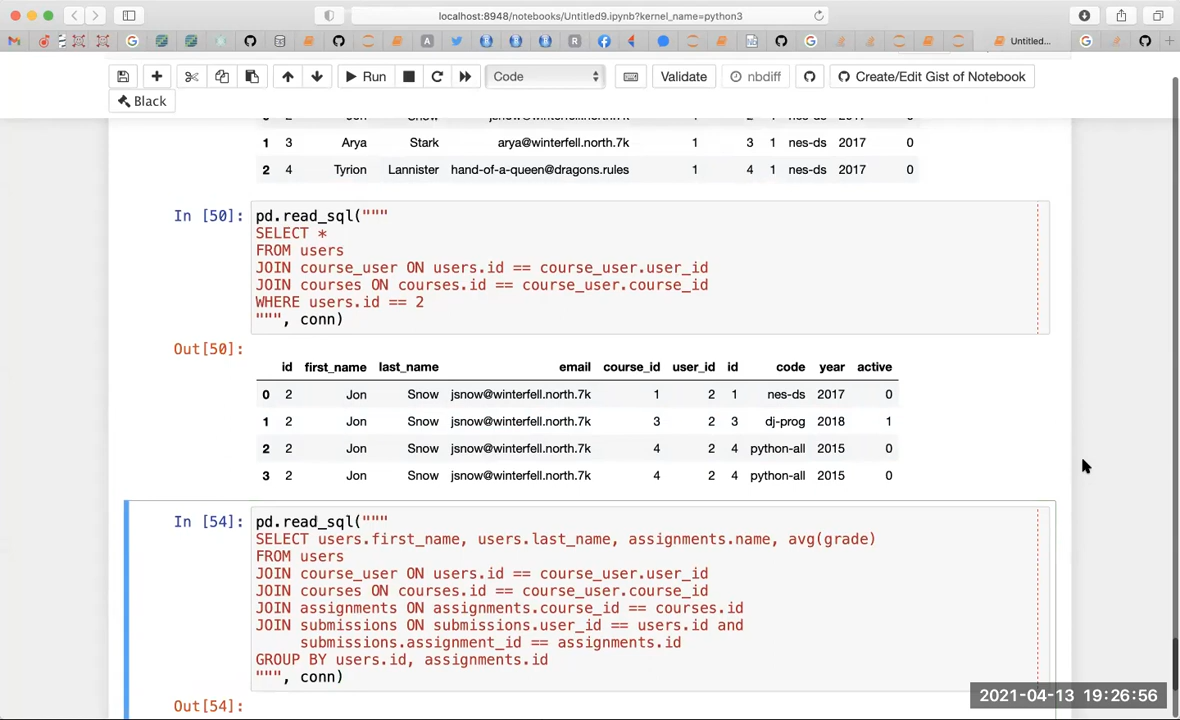 localhost:8948/notebooks/Untitled9.ipynb?kernel_name=python3
Untitled...
Run
Code
Validate
nbdiff
Create/Edit Gist of Notebook
Black
1 3 Arya Stark arya@winterfell.north.7k 1 3 1 nes-ds 2017 0
2 4 Tyrion Lannister hand-of-a-queen@dragons.rules 1 4 1 nes-ds 2017 0
In [50]: pd.read_sql("""
SELECT *
FROM users
JOIN course_user ON users.id == course_user.user_id
JOIN courses ON courses.id == course_user.course_id
WHERE users.id == 2
""", conn)
Out[50]:
id first_name last_name email course_id user_id id code year active
0 2 Jon Snow jsnow@winterfell.north.7k 1 2 1 nes-ds 2017 0
1 2 Jon Snow jsnow@winterfell.north.7k 3 2 3 dj-prog 2018 1
2 2 Jon Snow jsnow@winterfell.north.7k 4 2 4 python-all 2015 0
3 2 Jon Snow jsnow@winterfell.north.7k 4 2 4 python-all 2015 0
In [54]: pd.read_sql("""
SELECT users.first_name, users.last_name, assignments.name, avg(grade)
FROM users
JOIN course_user ON users.id == course_user.user_id
JOIN courses ON courses.id == course_user.course_id
JOIN assignments ON assignments.course_id == courses.id
JOIN submissions ON submissions.user_id == users.id and
submissions.assignment_id == assignments.id
GROUP BY users.id, assignments.id
""", conn)
Out[54]:
2021-04-13 19:26:56